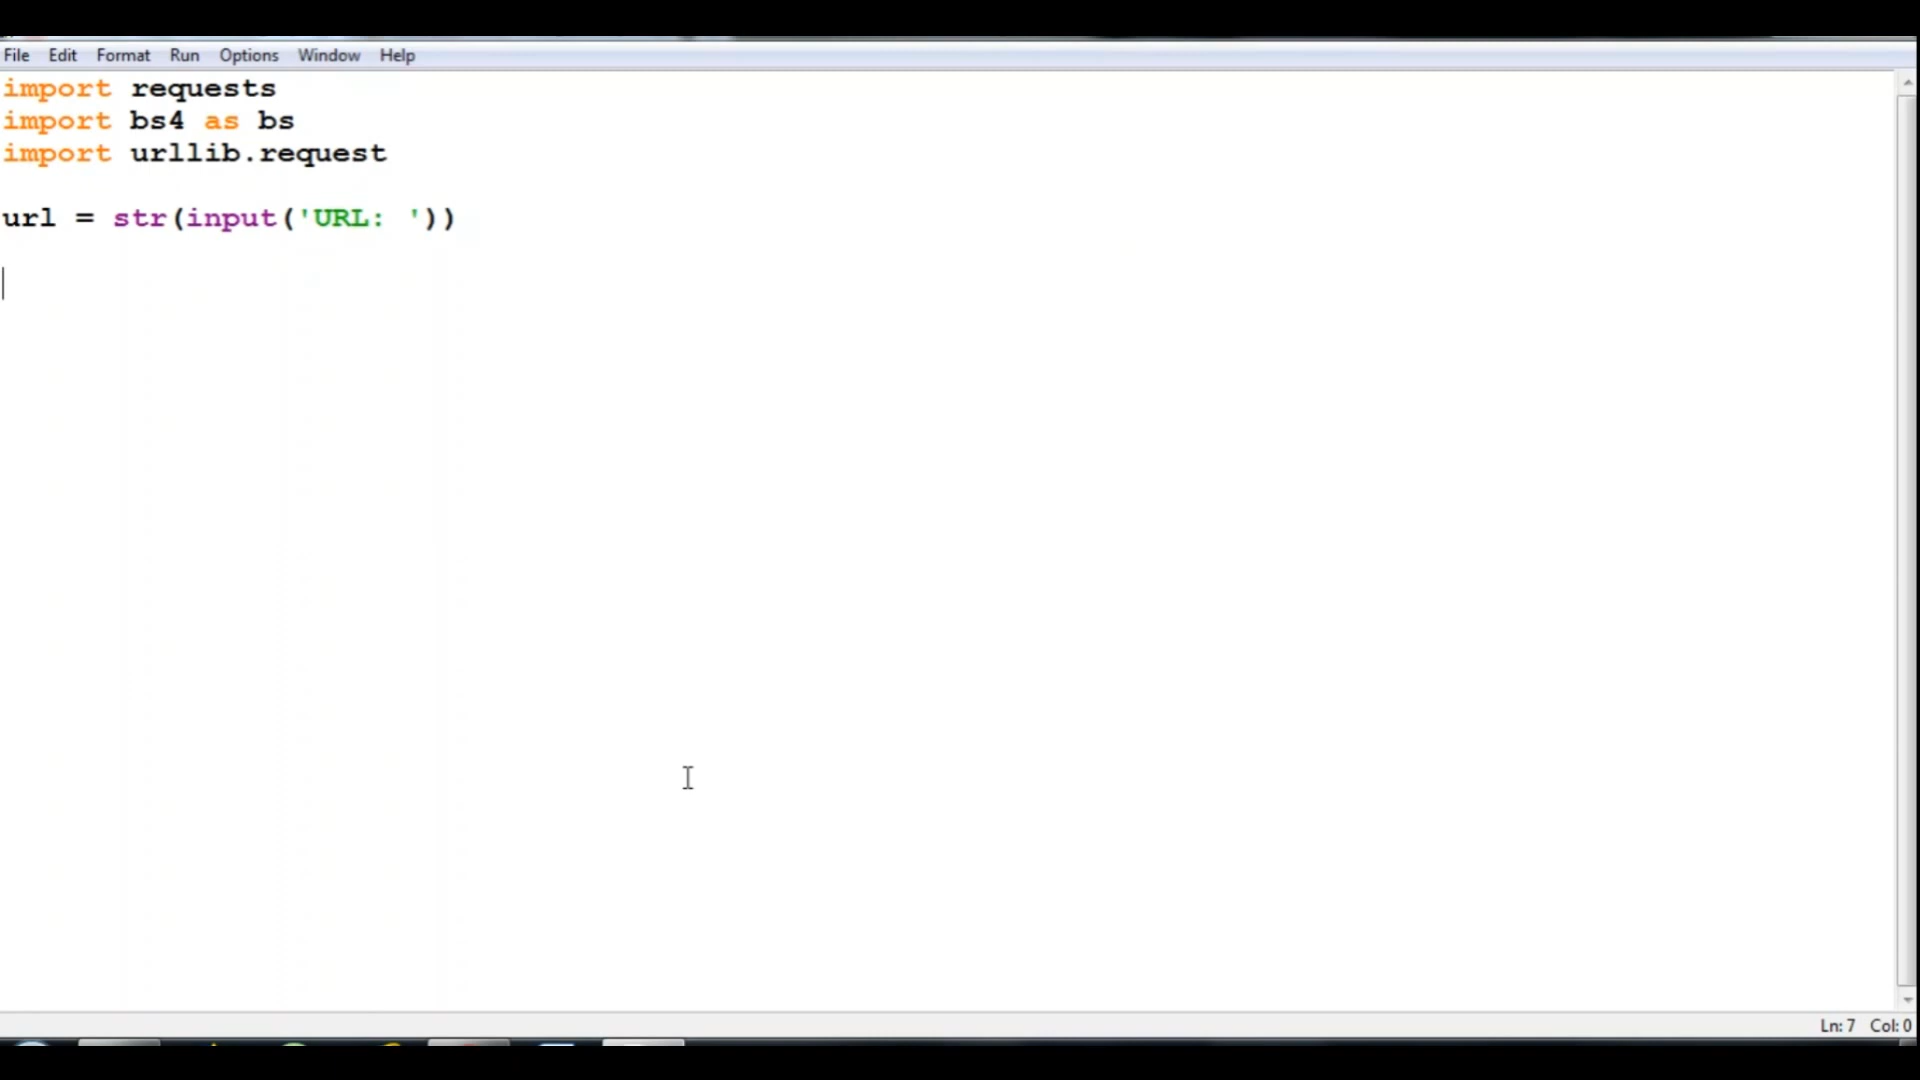 File Edit Format Run Options Window Help
import requests
import bs4 as bs
import urllib.request
url = str(input('URL: '))
Ln: 7 Col: 0